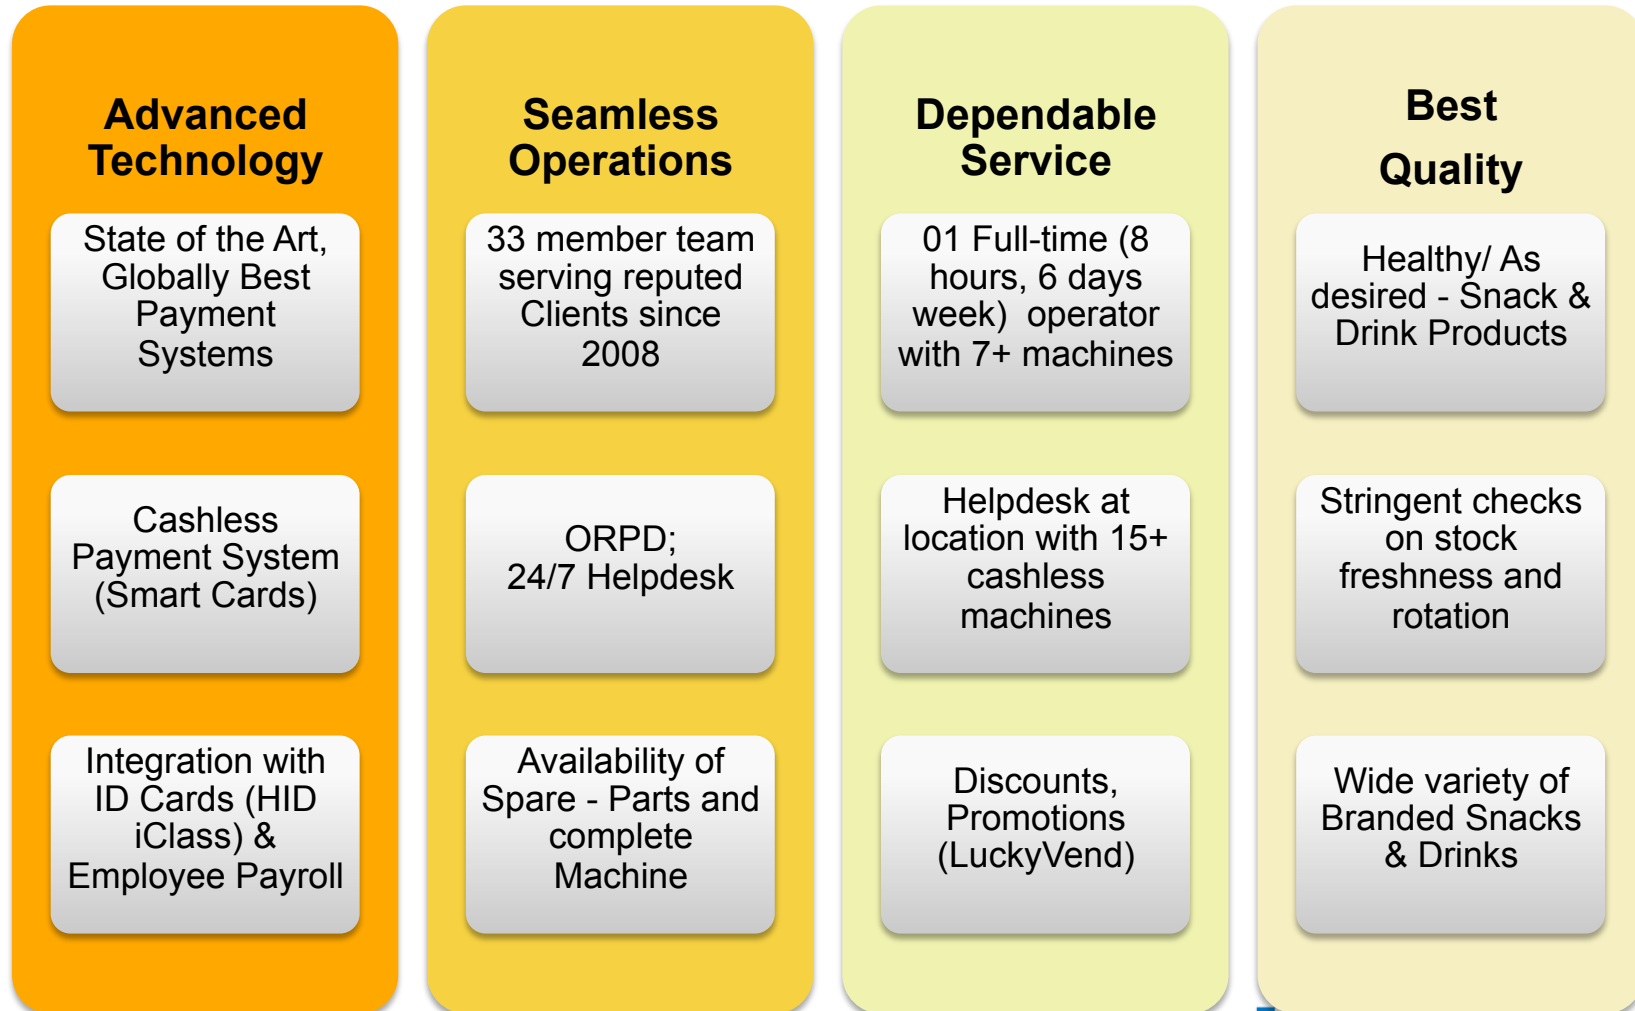 Advanced
Technology
State of the Art,
Globally Best
Payment
Systems
Cashless
Payment System
(Smart Cards)
Integration with
ID Cards (HID
iClass) &
Employee Payroll
Seamless
Operations
33 member team
serving reputed
Clients since
2008
ORPD;
24/7 Helpdesk
Availability of
Spare - Parts and
complete
Machine
Dependable
Service
01 Full-time (8
hours, 6 days
week)  operator
with 7+ machines
Helpdesk at
location with 15+
cashless
machines
Discounts,
Promotions
(LuckyVend)
Best
Quality
Healthy/ As
desired - Snack &
Drink Products
Stringent checks
on stock
freshness and
rotation
Wide variety of
Branded Snacks
& Drinks